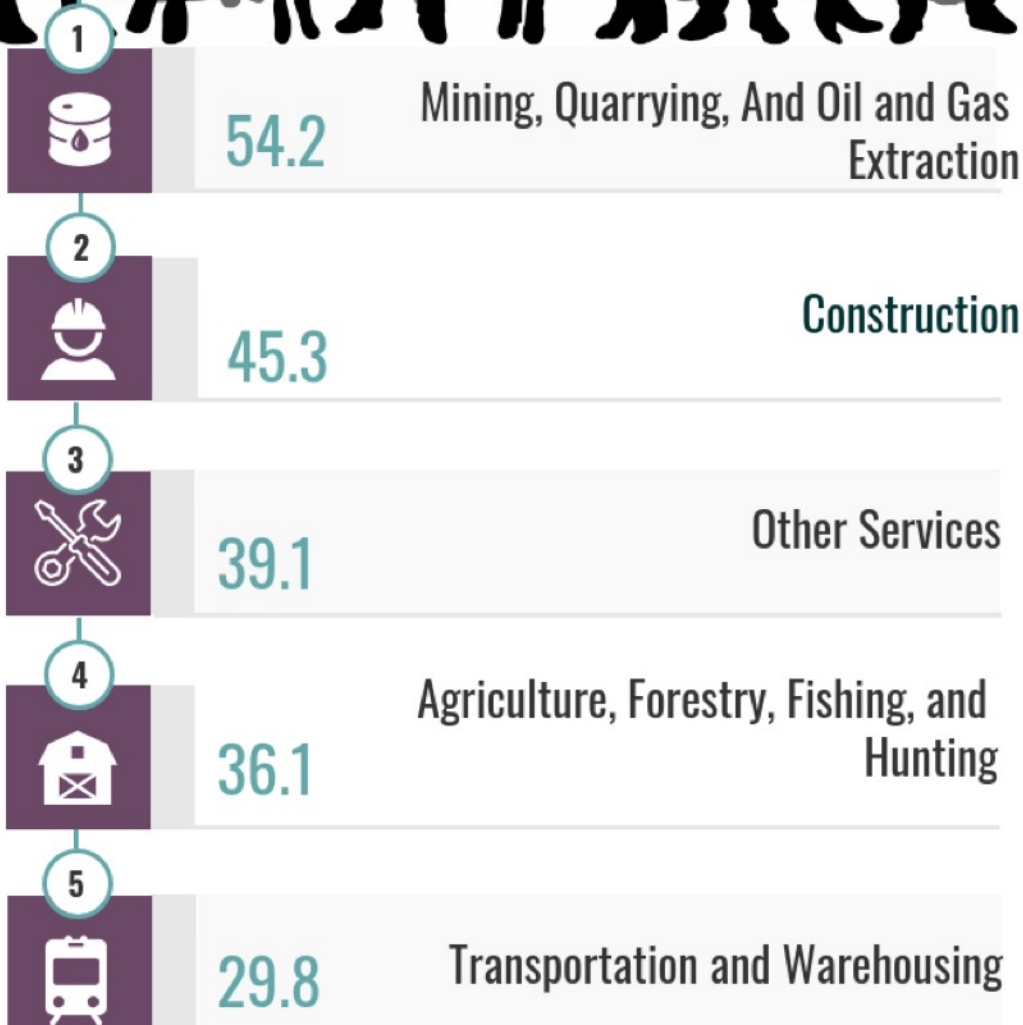 1
54.2
Mining, Quarrying, And Oil and Gas
Extraction
2
45.3
Construction
3
39.1
Other Services
4
36.1
Agriculture, Forestry, Fishing, and
Hunting
5
29.8
Transportation and Warehousing